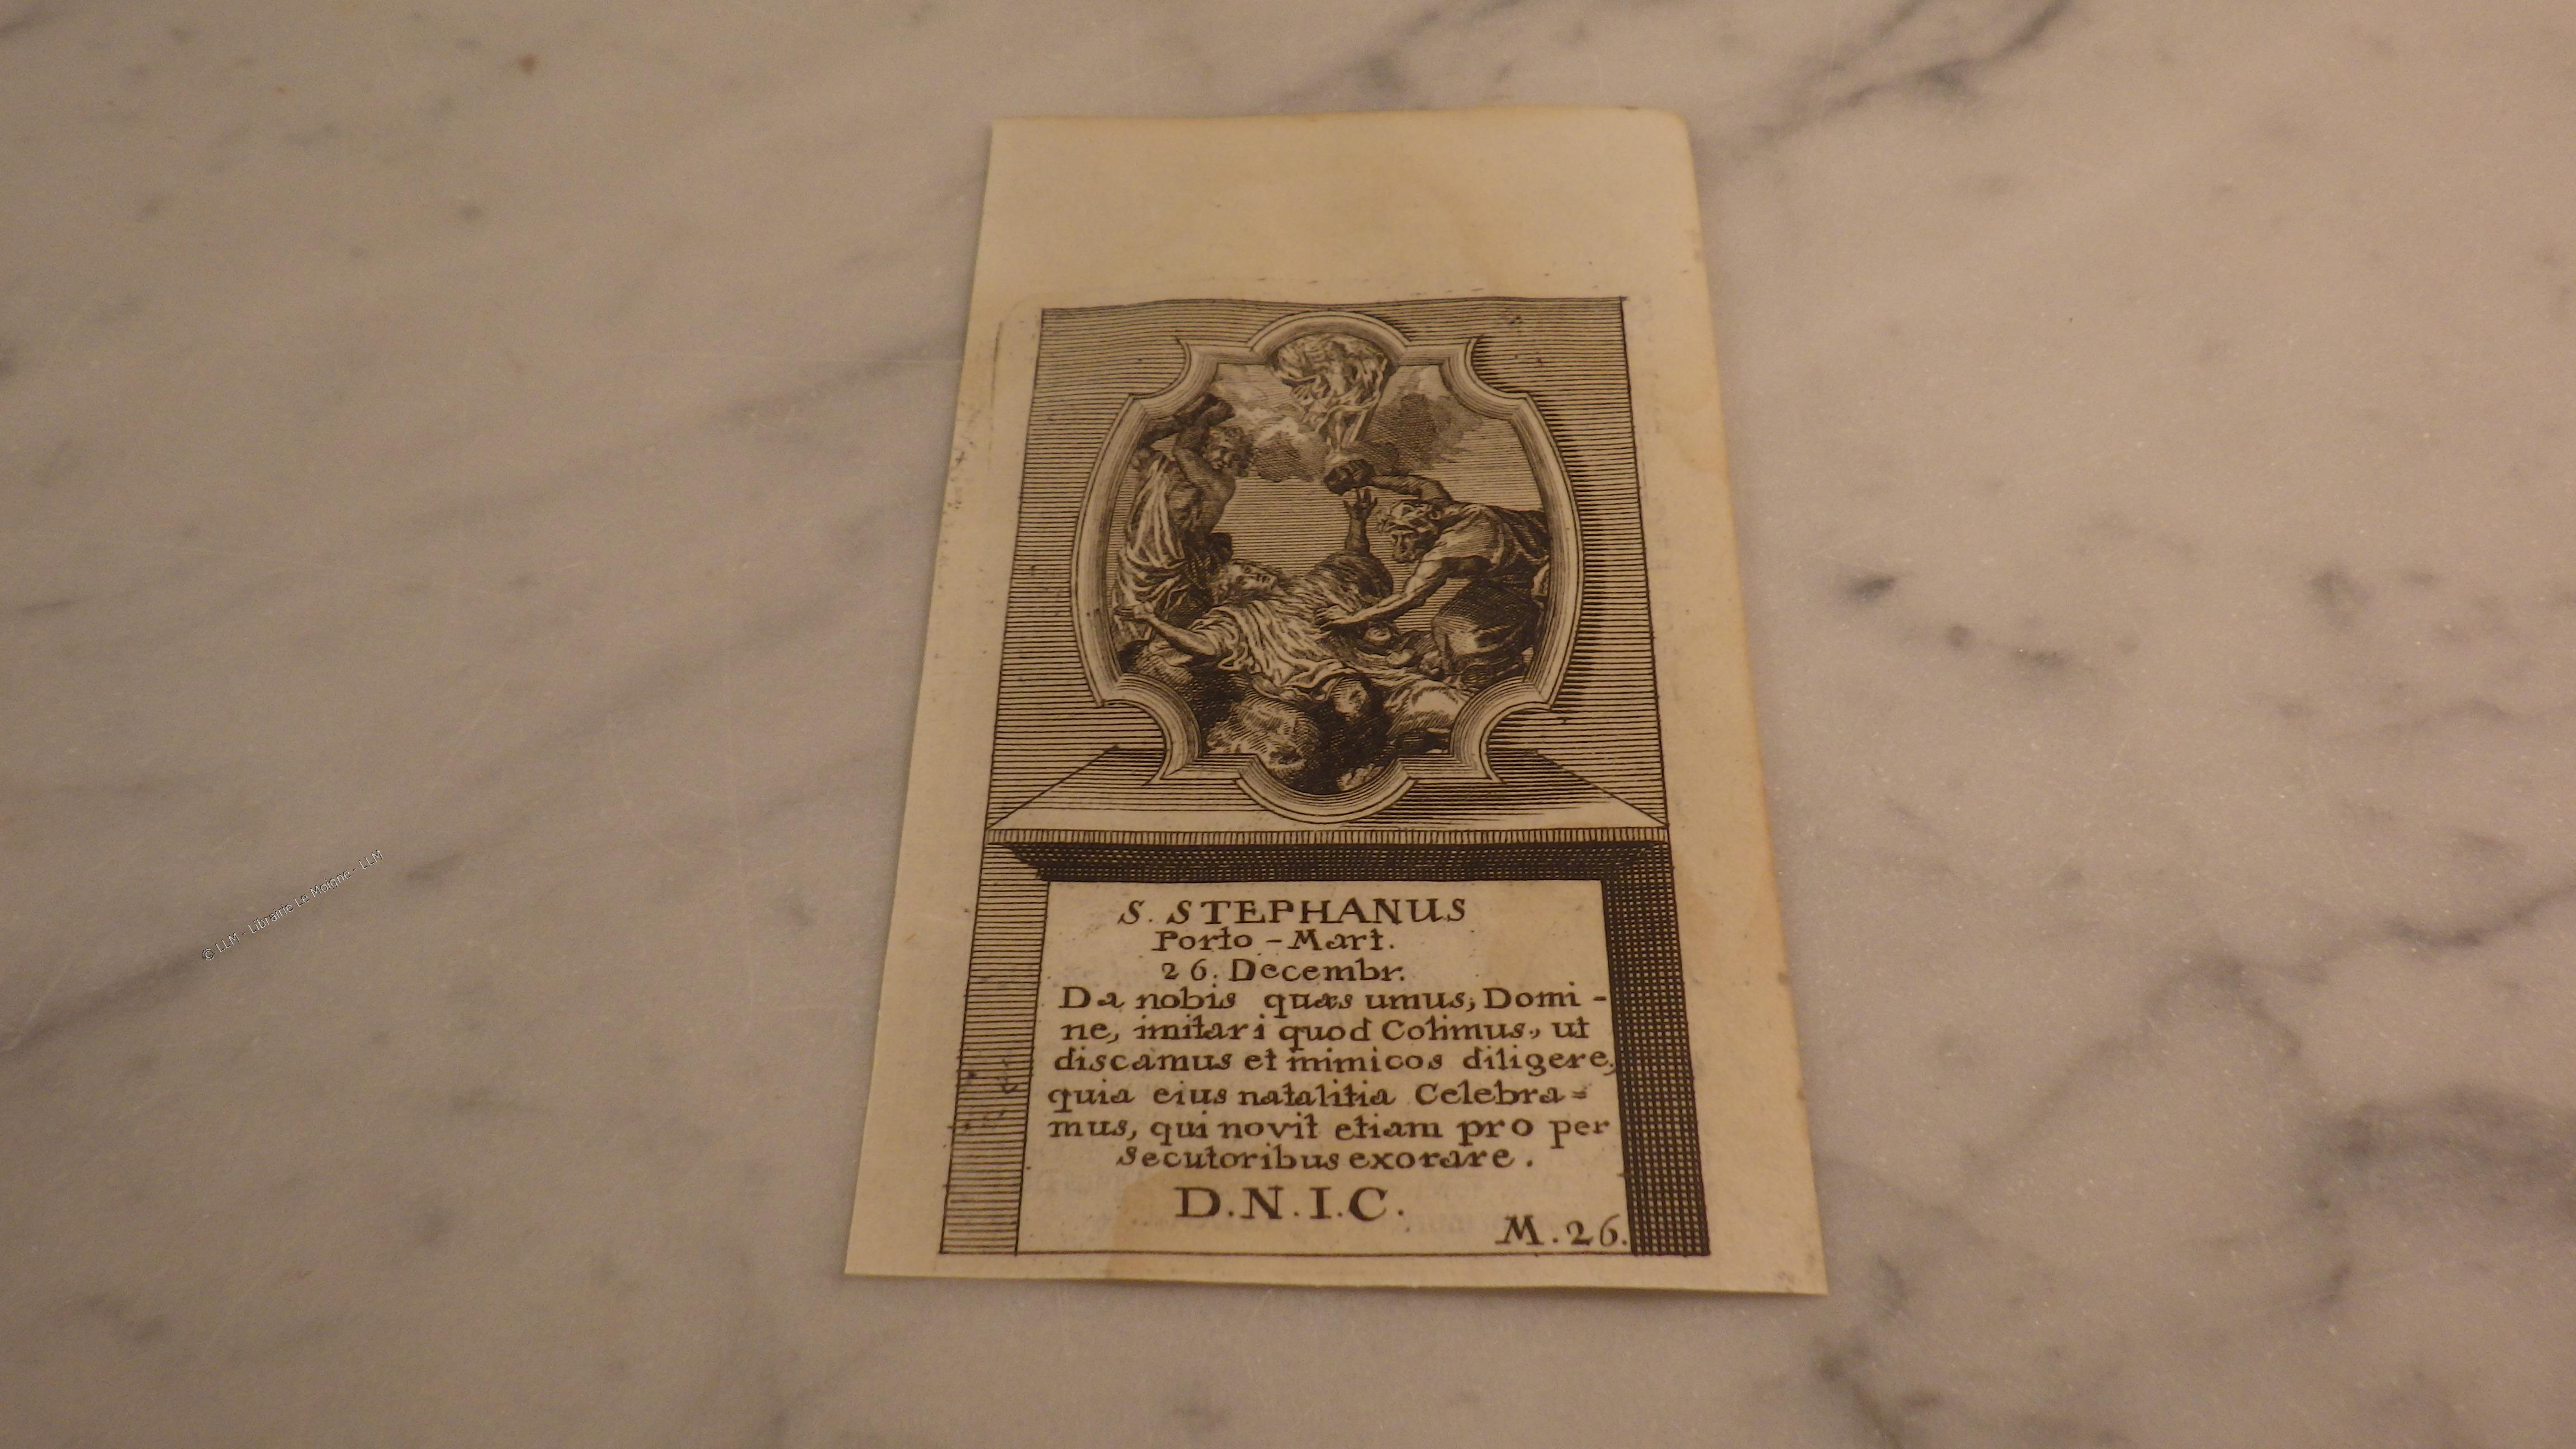 S. STEPHANUS
Porto - Mart.
26. Decembr.
Da nobis quæs umus, Domi -
ne, imitari quod Colimus, ut
discamus et inimicos diligere,
quia eius natalitia Celebra =
mus, qui novit etiam pro per
secutoribus exorare.
D. N. I. C.
M. 26.
© LLM - Librairie Le Moigne - LLM